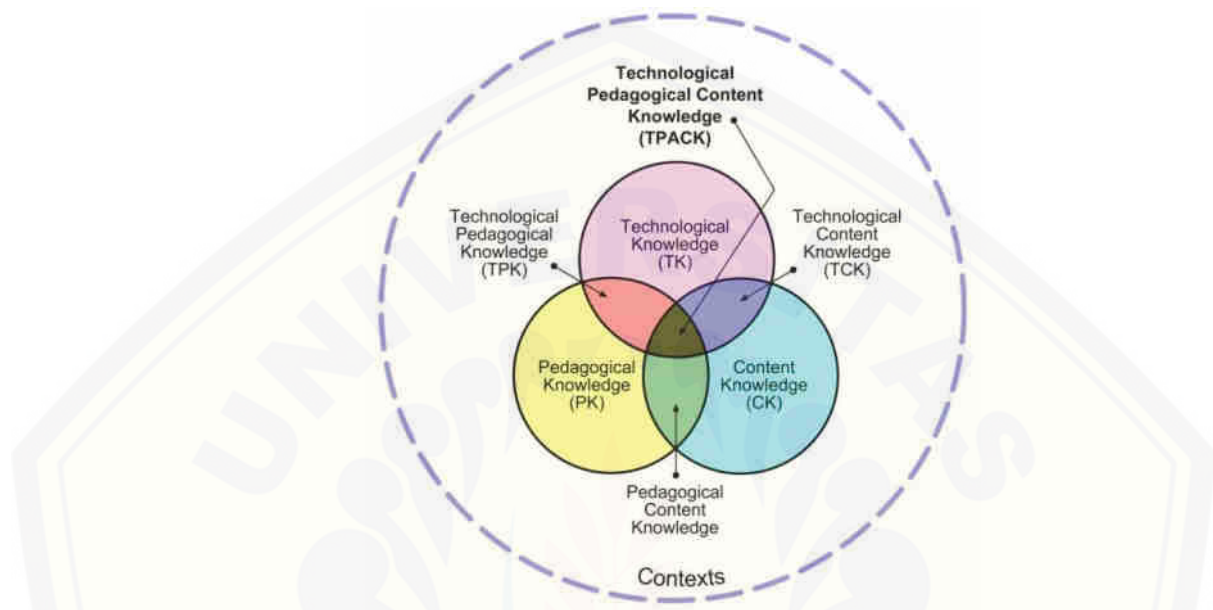 Technological
Pedagogical Content
Knowledge
(TPACK)
Technological
Pedagogical
Knowledge
(TPK)
Technological
Knowledge
(TK)
Technological
Content
Knowledge
(TCK)
Pedagogical
Knowledge
(PK)
Content
Knowledge
(CK)
Pedagogical
Content
Knowledge
Contexts
UNIVERSITAS